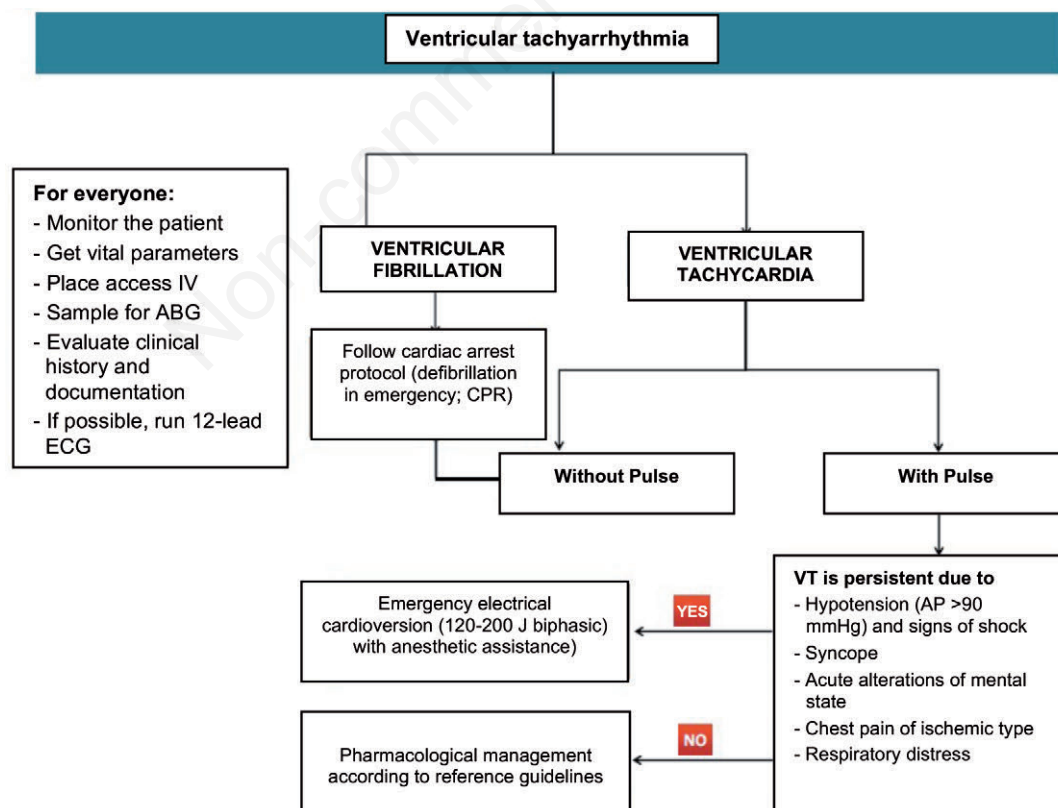 Ventricular tachyarrhythmia
Non-comme
For everyone:
- Monitor the patient
- Get vital parameters
- Place access IV
- Sample for ABG
- Evaluate clinical
history and
documentation
- If possible, run 12-lead
ECG
VENTRICULAR
FIBRILLATION
VENTRICULAR
TACHYCARDIA
Follow cardiac arrest
protocol (defibrillation
in emergency; CPR)
Without Pulse
With Pulse
VT is persistent due to
- Hypotension (AP >90
mmHg) and signs of shock
- Syncope
- Acute alterations of mental
state
- Chest pain of ischemic type
- Respiratory distress
YES
Emergency electrical
cardioversion (120-200 J biphasic)
with anesthetic assistance)
NO
Pharmacological management
according to reference guidelines